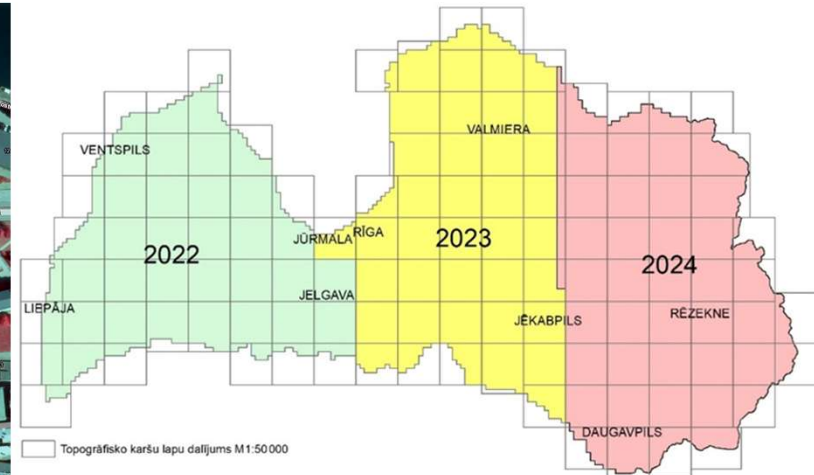 VALMIERA
VENTSPILS
JŪRMALA
RĪGA
2022
2023
2024
JELGAVA
LIEPĀJA
JĒKABPILS
RĒZEKNE
DAUGAVPILS
Topogrāfisko karšu lapu dalījums M1:50 000